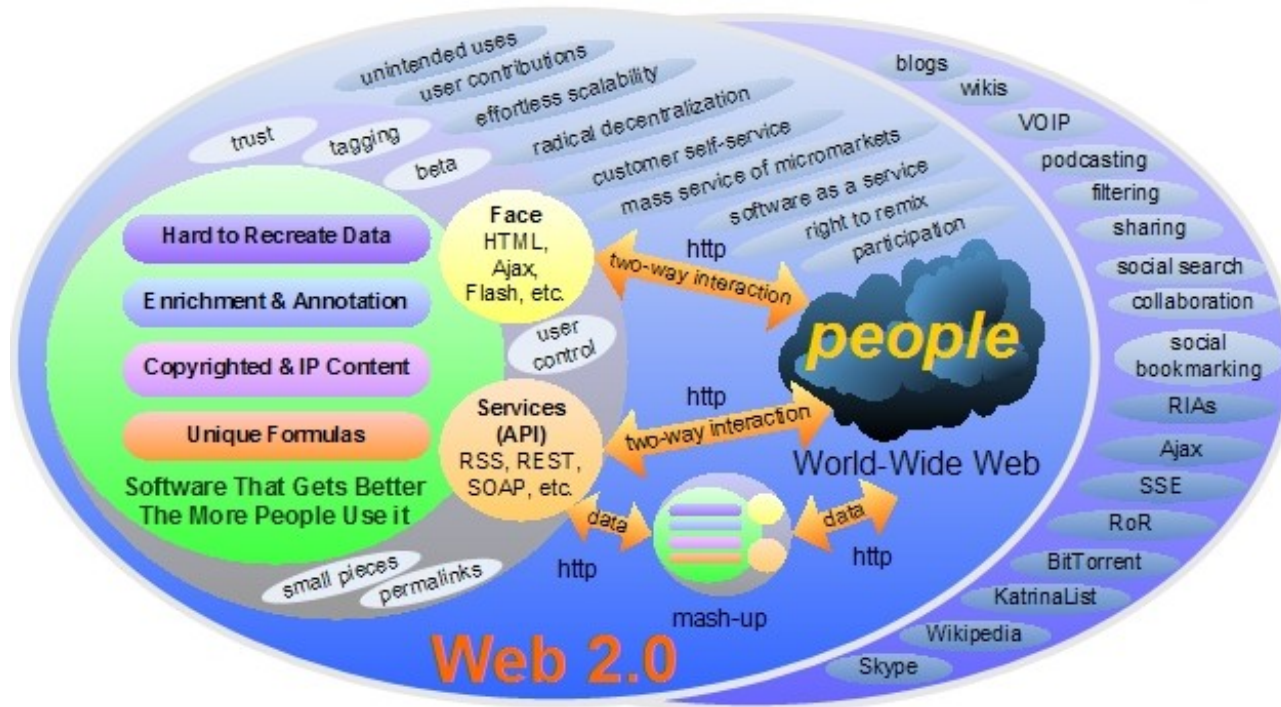 unintended uses
user contributions
effortless scalability
radical decentralization
customer self-service
mass service of micromarkets
software as a service
right to remix
participation
trust
tagging
beta
Hard to Recreate Data
Enrichment & Annotation
Copyrighted & IP Content
Unique Formulas
Software That Gets Better
The More People Use it
Face
HTML,
Ajax,
Flash, etc.
user
control
Services
(API)
RSS, REST,
SOAP, etc.
small pieces
permalinks
http
two-way interaction
http
two-way interaction
people
World-Wide Web
data
http
data
http
mash-up
Web 2.0
blogs
wikis
VOIP
podcasting
filtering
sharing
social search
collaboration
social
bookmarking
RIAs
Ajax
SSE
RoR
BitTorrent
KatrinaList
Wikipedia
Skype